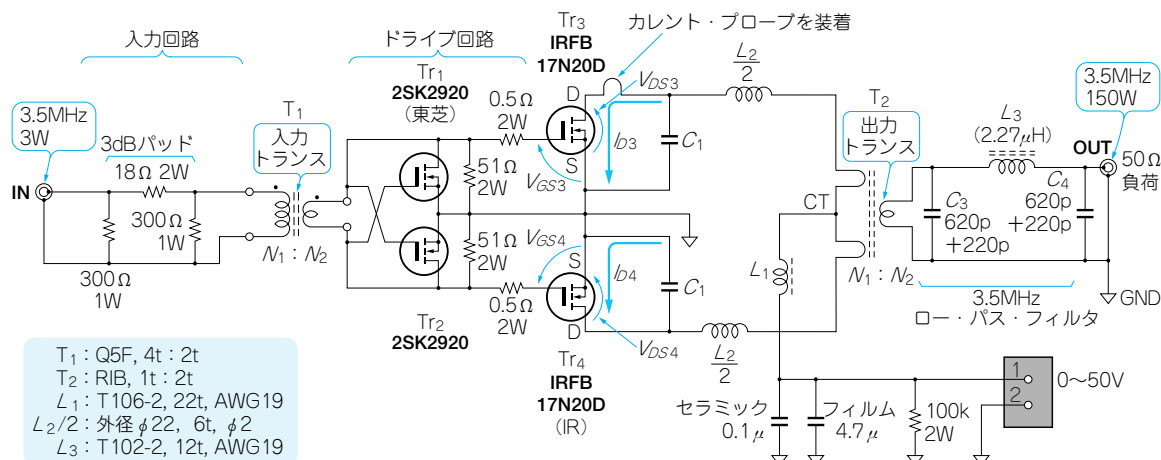 入力回路
ドライブ回路
カレント・プローブを装着
3.5MHz
3W
IN
3dBパッド
18Ω 2W
300Ω
1W
300Ω
1W
T1
入力
トランス
N1：N2
Tr1
2SK2920
(東芝)
Tr2
2SK2920
0.5Ω
2W
51Ω
2W
51Ω
2W
0.5Ω
2W
Tr3
IRFB
17N20D
D
S
VDS3
VGS3
ID3
C1
VGS4
S
D
ID4
VDS4
C1
Tr4
IRFB
17N20D
(IR)
L2/2
L2/2
CT
L1
T2
出力
トランス
N1：N2
L3
(2.27μH)
C3
620p
+220p
C4
620p
+220p
3.5MHz
150W
OUT
50Ω
負荷
GND
3.5MHz
ロー・パス・フィルタ
セラミック
0.1μ
フィルム
4.7μ
100k
2W
1
2
0～50V
T1：Q5F, 4t：2t
T2：RIB, 1t：2t
L1：T106-2, 22t, AWG19
L2/2：外径φ22, 6t, φ2
L3：T102-2, 12t, AWG19